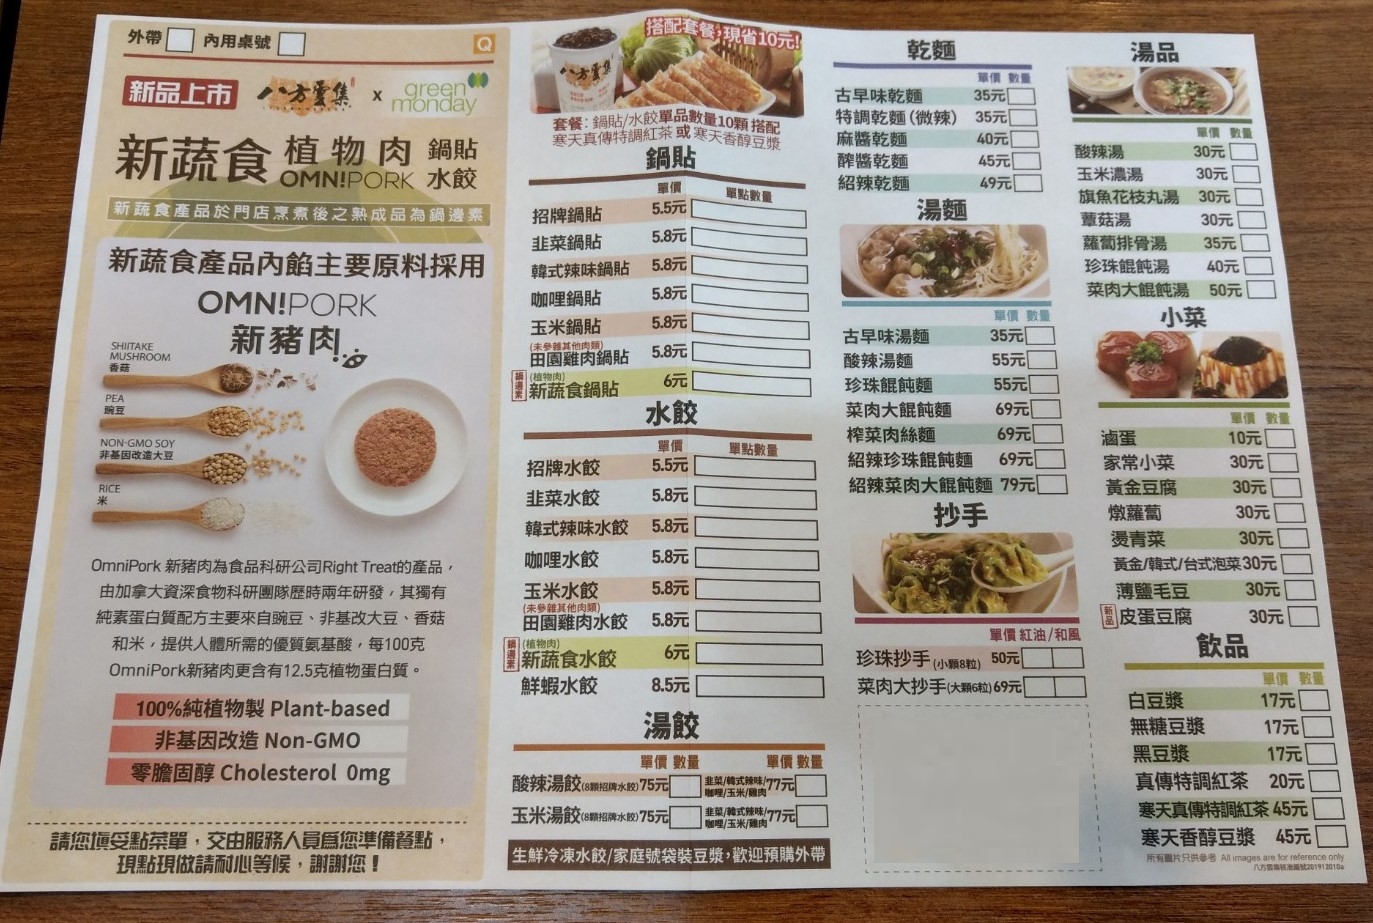 外帶 內用桌號
Q
新品上市 八方雲集 x green monday
新蔬食 植物肉 OMN!PORK 鍋貼 水餃
新蔬食產品於門店烹煮後之熟成品為鍋邊素
新蔬食產品內餡主要原料採用
OMN!PORK
新豬肉
SHIITAKE
MUSHROOM
香菇
PEA
豌豆
NON-GMO SOY
非基因改造大豆
RICE
米
OmniPork 新豬肉為食品科研公司Right Treat的產品，
由加拿大資深食物科研團隊歷時兩年研發，其獨有
純素蛋白質配方主要來自豌豆、非基改大豆、香菇
和米，提供人體所需的優質氨基酸，每100克
OmniPork新豬肉更含有12.5克植物蛋白質。
100%純植物製 Plant-based
非基因改造 Non-GMO
零膽固醇 Cholesterol 0mg
請您填妥點菜單，交由服務人員為您準備餐點，
現點現做請耐心等候，謝謝您！
搭配套餐，現省10元!
八方雲集
套餐：鍋貼/水餃單品數量10顆 搭配
寒天真傳特調紅茶 或 寒天香醇豆漿
鍋貼
單價 單點數量
招牌鍋貼 5.5元
韭菜鍋貼 5.8元
韓式辣味鍋貼 5.8元
咖哩鍋貼 5.8元
玉米鍋貼 5.8元
(未參雜其他肉類)
田園雞肉鍋貼 5.8元
鍋邊素 (植物肉)
新蔬食鍋貼 6元
水餃
單價 單點數量
招牌水餃 5.5元
韭菜水餃 5.8元
韓式辣味水餃 5.8元
咖哩水餃 5.8元
玉米水餃 5.8元
(未參雜其他肉類)
田園雞肉水餃 5.8元
鍋邊素 (植物肉)
新蔬食水餃 6元
鮮蝦水餃 8.5元
湯餃
單價 數量 單價 數量
酸辣湯餃(8顆招牌水餃)75元 韭菜/韓式辣味/咖哩/玉米/雞肉 77元
玉米湯餃(8顆招牌水餃)75元 韭菜/韓式辣味/咖哩/玉米/雞肉 77元
生鮮冷凍水餃/家庭號袋裝豆漿，歡迎預購外帶
乾麵
單價 數量
古早味乾麵 35元
特調乾麵(微辣) 35元
麻醬乾麵 40元
酢醬乾麵 45元
紹辣乾麵 49元
湯麵
單價 數量
古早味湯麵 35元
酸辣湯麵 55元
珍珠餛飩麵 55元
菜肉大餛飩麵 69元
榨菜肉絲麵 69元
紹辣珍珠餛飩麵 69元
紹辣菜肉大餛飩麵 79元
抄手
單價 紅油/和風
珍珠抄手(小顆8粒) 50元
菜肉大抄手(大顆6粒)69元
湯品
單價 數量
酸辣湯 30元
玉米濃湯 30元
旗魚花枝丸湯 30元
蕈菇湯 30元
蘿蔔排骨湯 35元
珍珠餛飩湯 40元
菜肉大餛飩湯 50元
小菜
單價 數量
滷蛋 10元
家常小菜 30元
黃金豆腐 30元
燉蘿蔔 30元
燙青菜 30元
黃金/韓式/台式泡菜30元
薄鹽毛豆 30元
新品 皮蛋豆腐 30元
飲品
單價 數量
白豆漿 17元
無糖豆漿 17元
黑豆漿 17元
真傳特調紅茶 20元
寒天真傳特調紅茶 45元
寒天香醇豆漿 45元
所有圖片只供參考 All images are for reference only
八方雲集核准編號201912010a